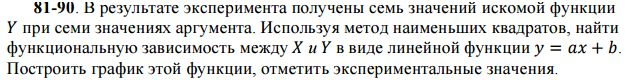 81-90. В результате эксперимента получены семь значений искомой функции
Y при семи значениях аргумента. Используя метод наименьших квадратов, найти
функциональную зависимость между X и Y в виде линейной функции y = ax + b.
Построить график этой функции, отметить экспериментальные значения.